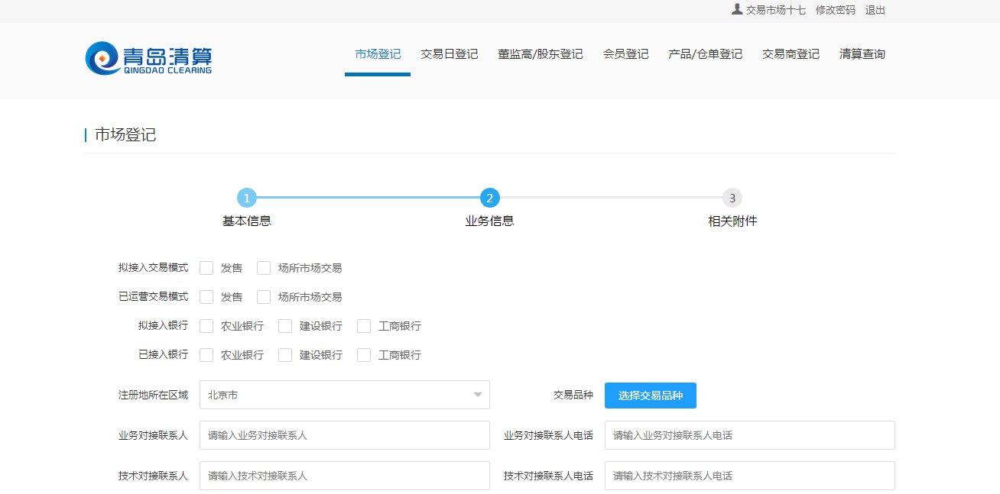 交易市场十七 修改密码 退出
青岛清算
QINGDAO CLEARING
市场登记 交易日登记 董监高/股东登记 会员登记 产品/仓单登记 交易商登记 清算查询
市场登记
1 2 3
基本信息 业务信息 相关附件
拟接入交易模式 发售 场所市场交易
已运营交易模式 发售 场所市场交易
拟接入银行 农业银行 建设银行 工商银行
已接入银行 农业银行 建设银行 工商银行
注册地所在区域 北京市 交易品种 选择交易品种
业务对接联系人 请输入业务对接联系人 业务对接联系人电话 请输入业务对接联系人电话
技术对接联系人 请输入技术对接联系人 技术对接联系人电话 请输入技术对接联系人电话